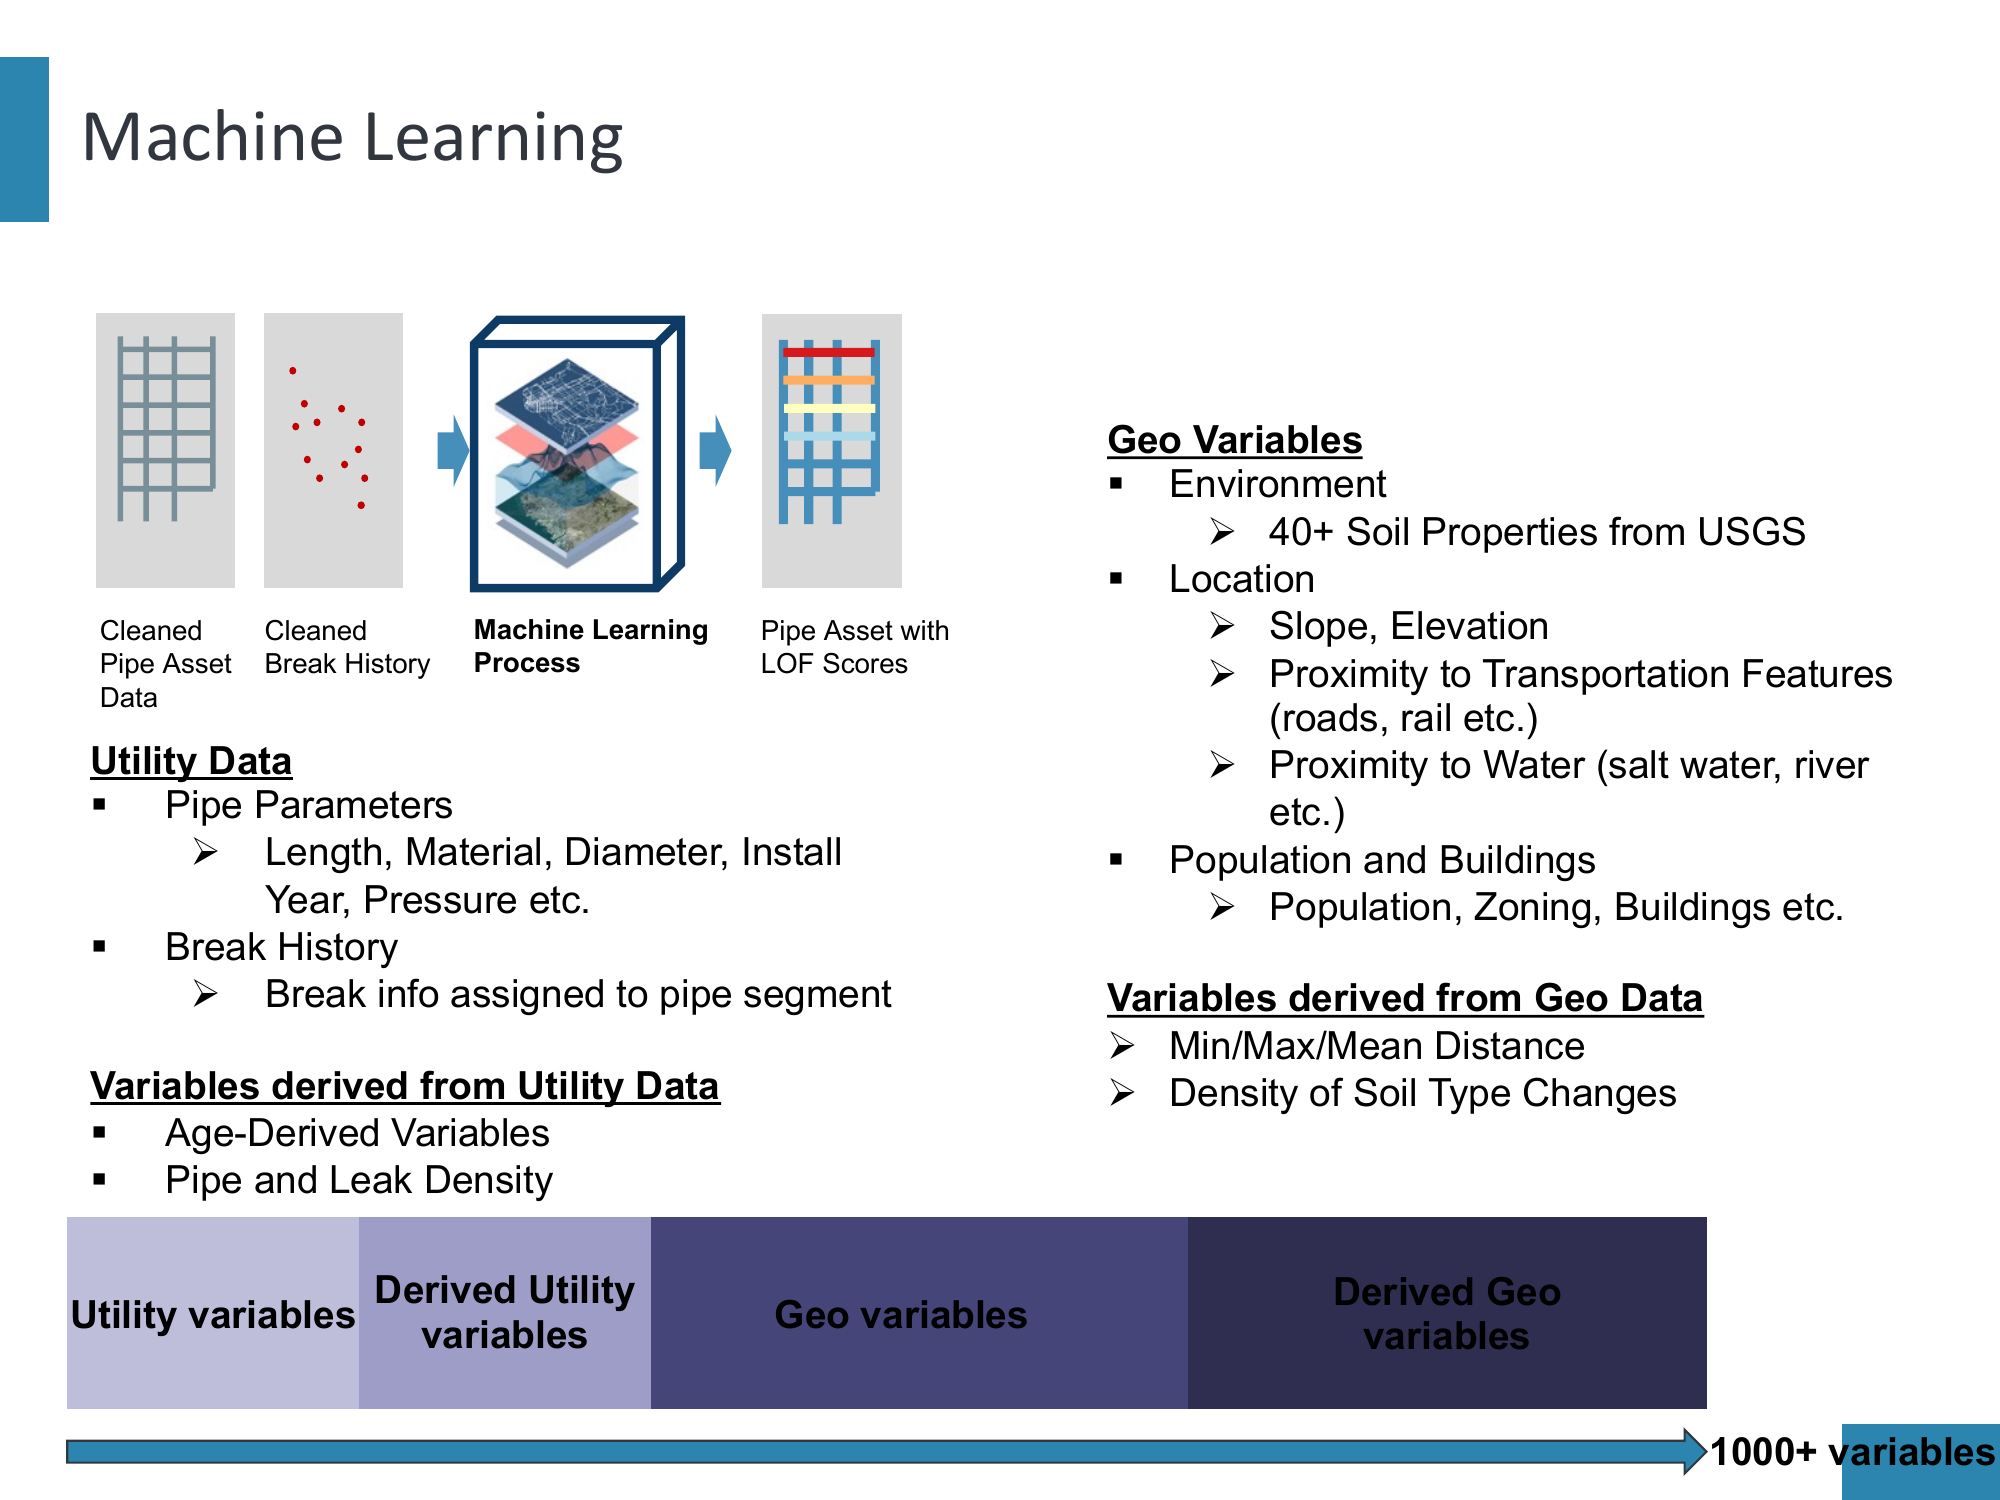 Machine Learning
Cleaned
Pipe Asset
Data
Cleaned
Break History
Machine Learning
Process
Pipe Asset with
LOF Scores
Utility Data
▪ Pipe Parameters
➢ Length, Material, Diameter, Install
Year, Pressure etc.
▪ Break History
➢ Break info assigned to pipe segment
Variables derived from Utility Data
▪ Age-Derived Variables
▪ Pipe and Leak Density
Geo Variables
▪ Environment
➢ 40+ Soil Properties from USGS
▪ Location
➢ Slope, Elevation
➢ Proximity to Transportation Features
(roads, rail etc.)
➢ Proximity to Water (salt water, river
etc.)
▪ Population and Buildings
➢ Population, Zoning, Buildings etc.
Variables derived from Geo Data
➢ Min/Max/Mean Distance
➢ Density of Soil Type Changes
Utility variables
Derived Utility
variables
Geo variables
Derived Geo
variables
1000+ variables